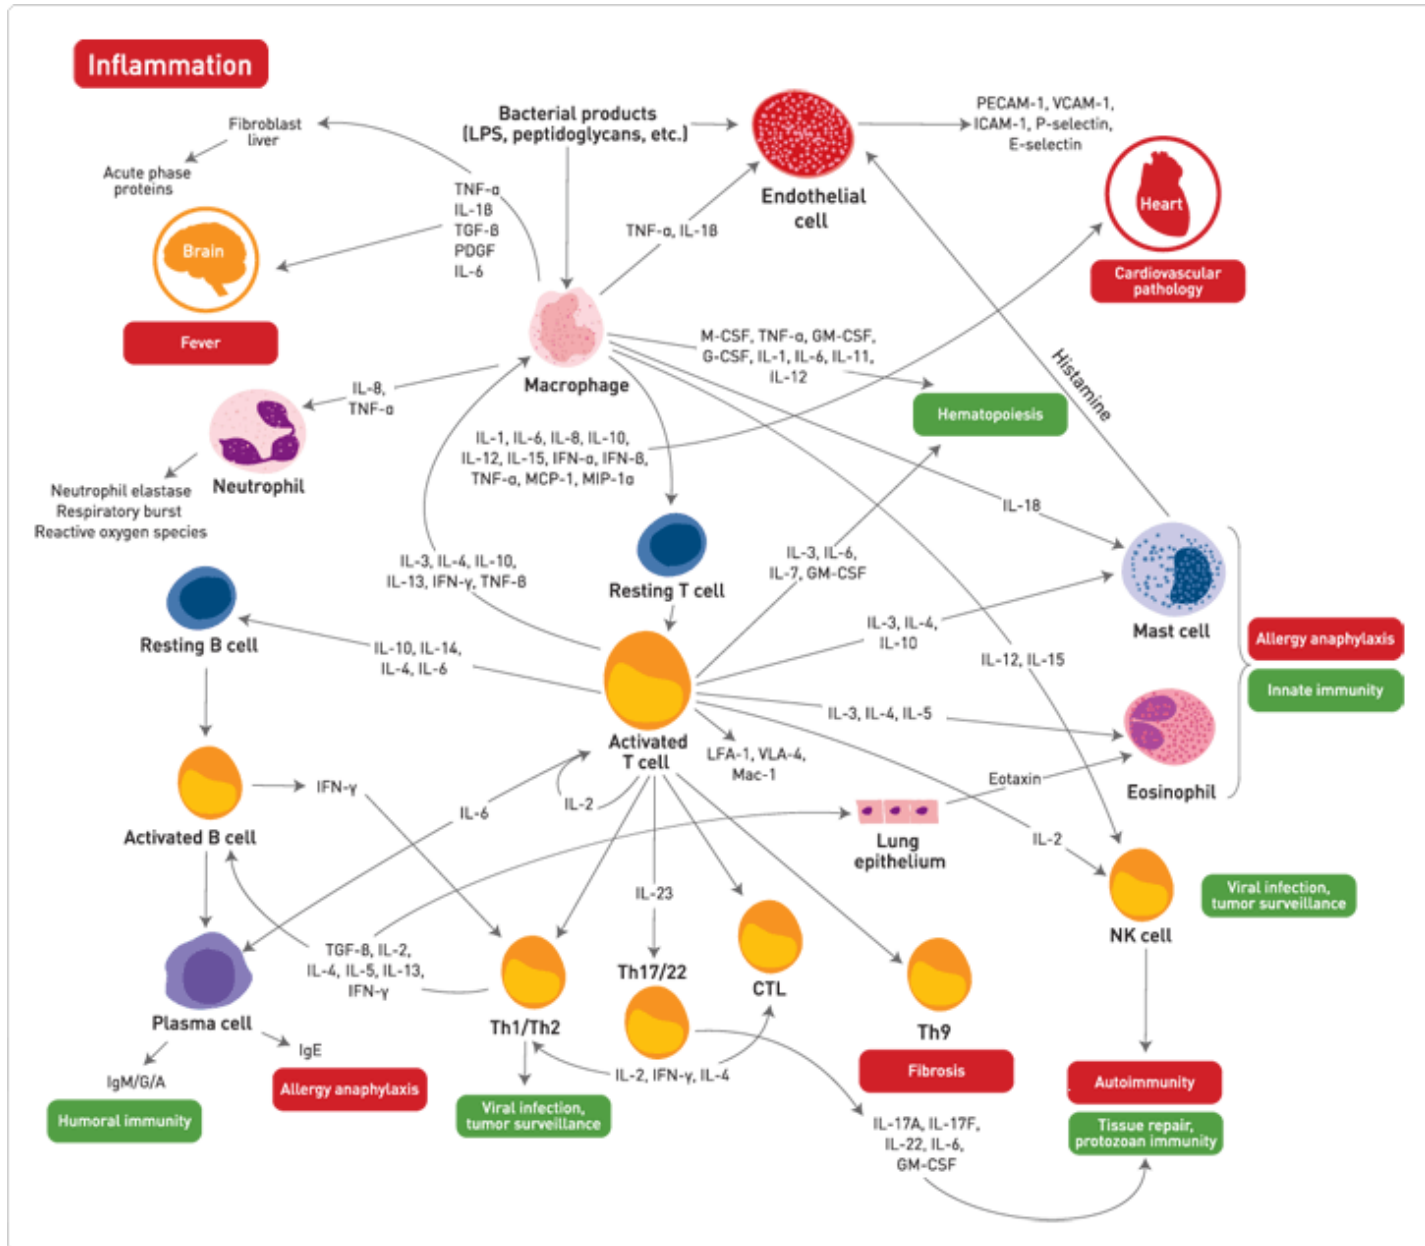 Inflammation
Fibroblast
liver
Acute phase
proteins
Bacterial products
(LPS, peptidoglycans, etc.)
Endothelial
cell
PECAM-1, VCAM-1,
ICAM-1, P-selectin,
E-selectin
Heart
Cardiovascular
pathology
TNF-α
IL-1β
TGF-β
PDGF
IL-6
TNF-α, IL-1β
Brain
Fever
Macrophage
M-CSF, TNF-α, GM-CSF,
G-CSF, IL-1, IL-6, IL-11,
IL-12
Hematopoiesis
Histamine
IL-8,
TNF-α
Neutrophil
Neutrophil elastase
Respiratory burst
Reactive oxygen species
IL-1, IL-6, IL-8, IL-10,
IL-12, IL-15, IFN-α, IFN-β,
TNF-α, MCP-1, MIP-1α
IL-18
Resting T cell
IL-3, IL-4, IL-10,
IL-13, IFN-γ, TNF-β
IL-3, IL-6,
IL-7, GM-CSF
Mast cell
Resting B cell
IL-10, IL-14,
IL-4, IL-6
IL-3, IL-4,
IL-10
IL-12, IL-15
Allergy anaphylaxis
Innate immunity
IL-3, IL-4, IL-5
Activated
T cell
LFA-1, VLA-4,
Mac-1
Eotaxin
Eosinophil
IFN-γ
IL-6
IL-2
Activated B cell
Lung
epithelium
IL-2
IL-23
Viral infection,
tumor surveillance
NK cell
TGF-β, IL-2,
IL-4, IL-5, IL-13,
IFN-γ
Th17/22
CTL
Plasma cell
Th1/Th2
Th9
IgE
IgM/G/A
Allergy anaphylaxis
Humoral immunity
IL-2, IFN-γ, IL-4
Fibrosis
Autoimmunity
Viral infection,
tumor surveillance
IL-17A, IL-17F,
IL-22, IL-6,
GM-CSF
Tissue repair,
protozoan immunity